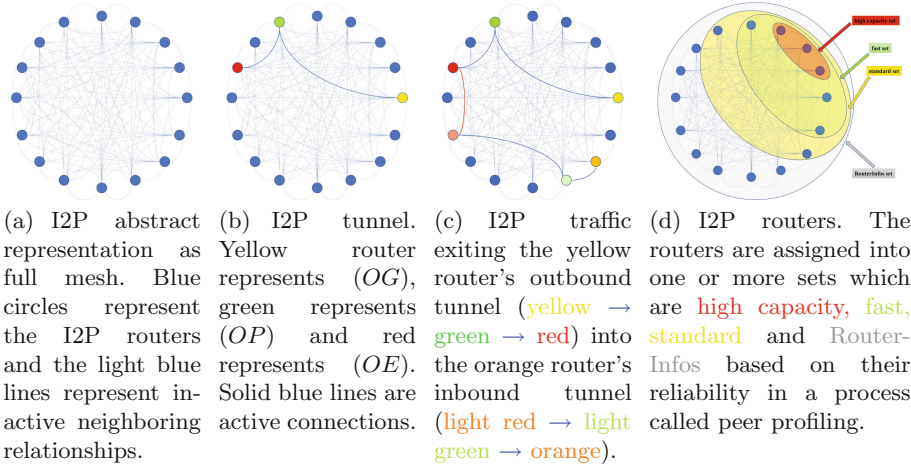 high capacity set
fast set
standard set
RouterInfos set
(a) I2P abstract
representation as
full mesh. Blue
circles represent
the I2P routers
and the light blue
lines represent in-
active neighboring
relationships.
(b) I2P tunnel.
Yellow router
represents (OG),
green represents
(OP) and red
represents (OE).
Solid blue lines are
active connections.
(c) I2P traffic
exiting the yellow
router's outbound
tunnel (yellow →
green → red) into
the orange router's
inbound tunnel
(light red → light
green → orange).
(d) I2P routers. The
routers are assigned into
one or more sets which
are high capacity, fast,
standard and Router-
Infos based on their
reliability in a process
called peer profiling.